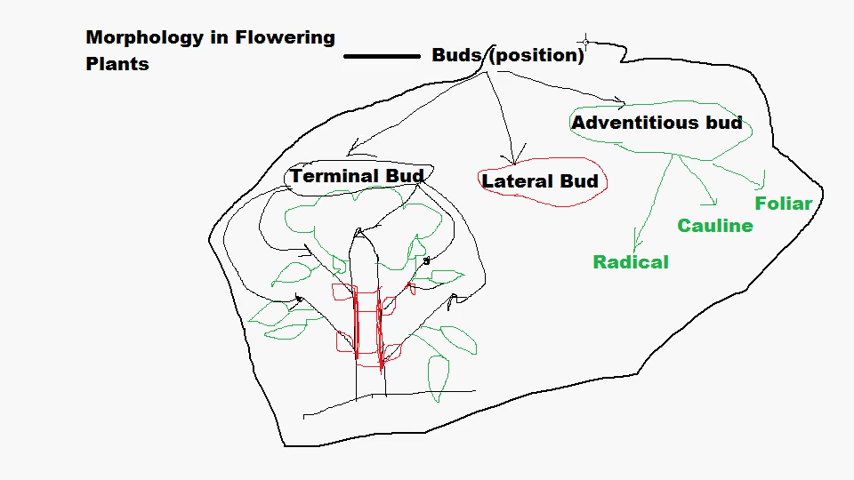 Morphology in Flowering
Plants
Buds (position)
Adventitious bud
Terminal Bud
Lateral Bud
Foliar
Cauline
Radical